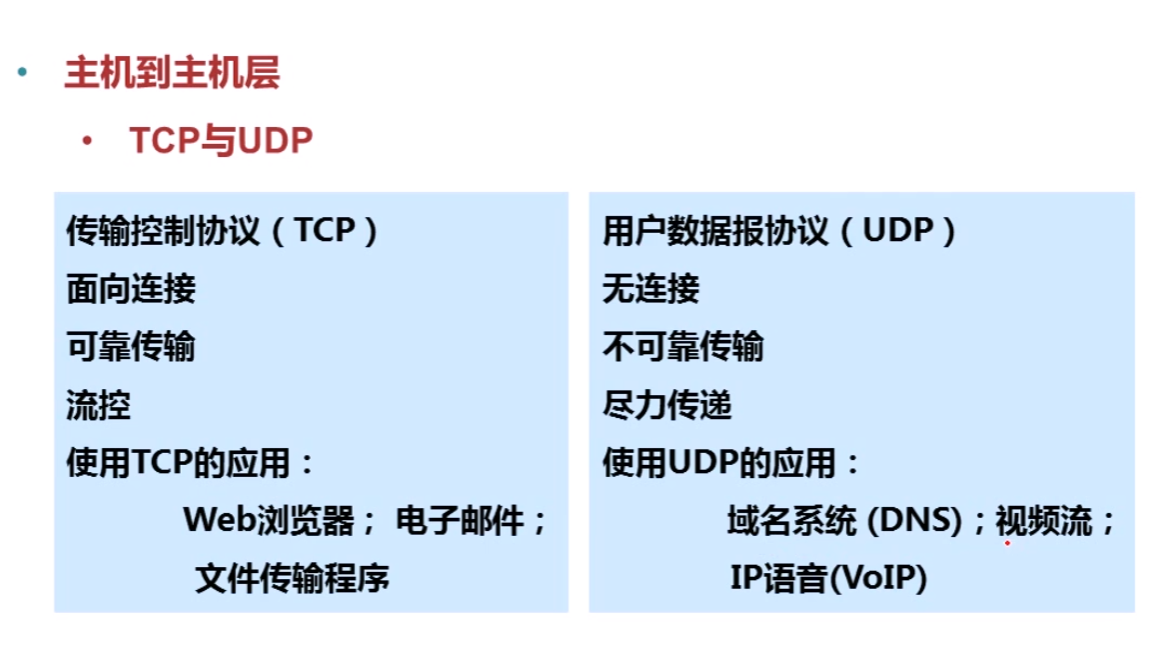 • 主机到主机层
• TCP与UDP
传输控制协议（TCP）
面向连接
可靠传输
流控
使用TCP的应用：
Web浏览器； 电子邮件；
文件传输程序
用户数据报协议（UDP）
无连接
不可靠传输
尽力传递
使用UDP的应用：
域名系统 (DNS)；视频流；
IP语音(VoIP)